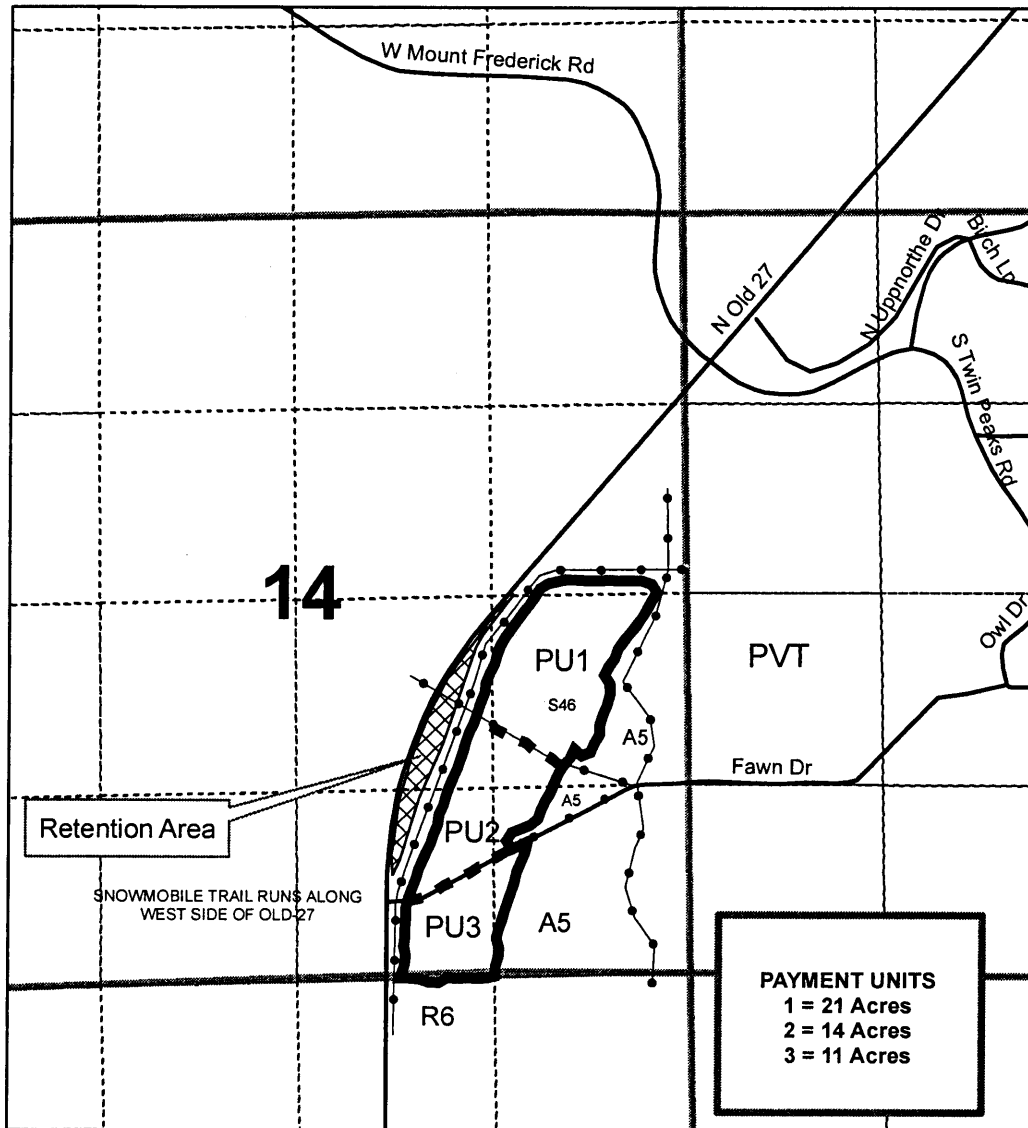 W Mount Frederick Rd
N Uppnorthe Dr
Birch Ln
N Old 27
S Twin Peaks Rd
14
Owl Dr
PU1
PVT
S46
A5
Fawn Dr
A5
Retention Area
PU2
SNOWMOBILE TRAIL RUNS ALONG
WEST SIDE OF OLD-27
PU3
A5
R6
PAYMENT UNITS
1 = 21 Acres
2 = 14 Acres
3 = 11 Acres